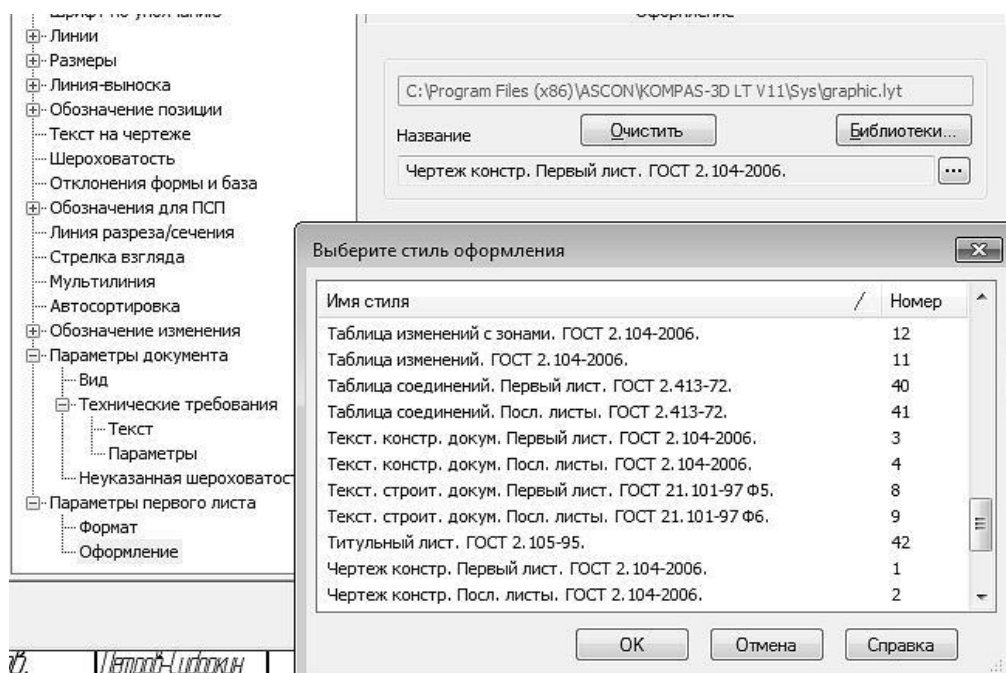 Шрифт по умолчанию
Линии
Размеры
Линия-выноска
Обозначение позиции
Текст на чертеже
Шероховатость
Отклонения формы и база
Обозначения для ПСП
Линия разреза/сечения
Стрелка взгляда
Мультилиния
Автосортировка
Обозначение изменения
Параметры документа
Вид
Технические требования
Текст
Параметры
Неуказанная шероховатост
Параметры первого листа
Формат
Оформление
Оформление
C:\Program Files (x86)\ASCON\KOMPAS-3D LT V11\Sys\graphic.lyt
Название Очистить Библиотеки...
Чертеж констр. Первый лист. ГОСТ 2.104-2006. ...
Выберите стиль оформления
Имя стиля / Номер
Таблица изменений с зонами. ГОСТ 2.104-2006. 12
Таблица изменений. ГОСТ 2.104-2006. 11
Таблица соединений. Первый лист. ГОСТ 2.413-72. 40
Таблица соединений. Посл. листы. ГОСТ 2.413-72. 41
Текст. констр. докум. Первый лист. ГОСТ 2.104-2006. 3
Текст. констр. докум. Посл. листы. ГОСТ 2.104-2006. 4
Текст. строит. докум. Первый лист. ГОСТ 21.101-97 Ф5. 8
Текст. строит. докум. Посл. листы. ГОСТ 21.101-97 Ф6. 9
Титульный лист. ГОСТ 2.105-95. 42
Чертеж констр. Первый лист. ГОСТ 2.104-2006. 1
Чертеж констр. Посл. листы. ГОСТ 2.104-2006. 2
OK Отмена Справка